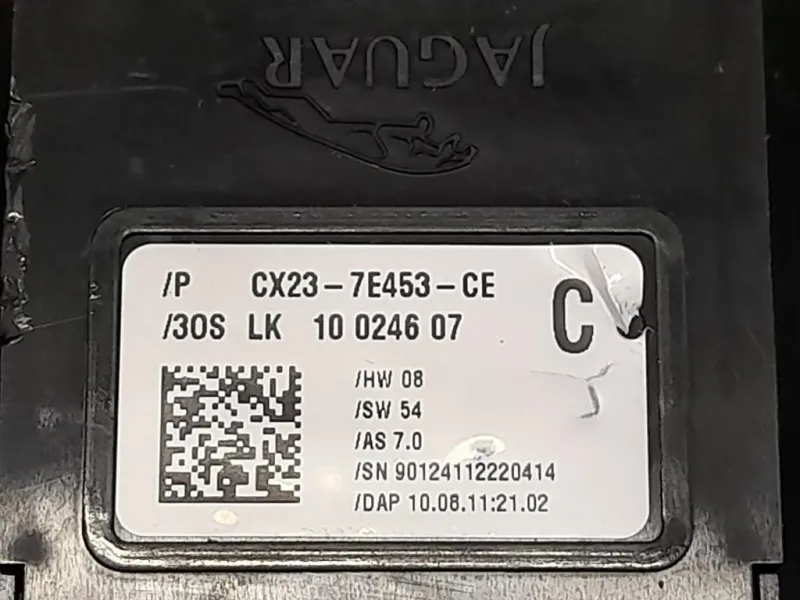 JAGUAR
/P CX23-7E453-CE
/3OS LK 10 0246 07
C
/HW 08
/SW 54
/AS 7.0
/SN 90124112220414
/DAP 10.08.11:21.02